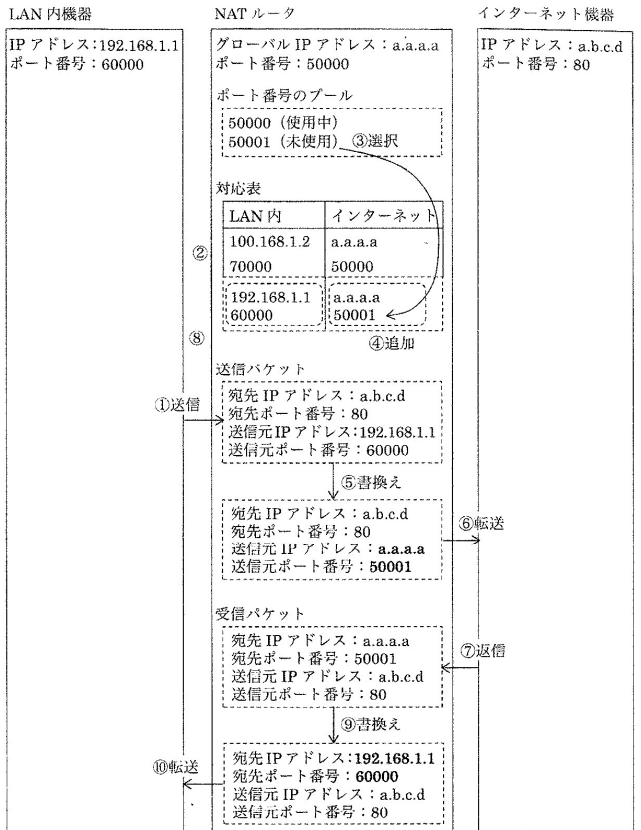 LAN 内機器
IPアドレス:192.168.1.1
ポート番号:60000
NAT ルータ
グローバル IP アドレス:a.a.a.a
ポート番号:50000
ポート番号のプール
50000(使用中)
50001(未使用)
③選択
対応表
LAN 内 インターネット
100.168.1.2 a.a.a.a
70000 50000
192.168.1.1 a.a.a.a
60000 50001
②
⑧
④追加
送信パケット
宛先 IP アドレス:a.b.c.d
宛先ポート番号:80
送信元 IP アドレス:192.168.1.1
送信元ポート番号:60000
①送信
⑤書換え
宛先 IP アドレス:a.b.c.d
宛先ポート番号:80
送信元 IP アドレス:a.a.a.a
送信元ポート番号:50001
⑥転送
受信パケット
宛先 IP アドレス:a.a.a.a
宛先ポート番号:50001
送信元 IP アドレス:a.b.c.d
送信元ポート番号:80
⑦返信
⑨書換え
宛先 IP アドレス:192.168.1.1
宛先ポート番号:60000
送信元 IP アドレス:a.b.c.d
送信元ポート番号:80
⑩転送
インターネット機器
IP アドレス:a.b.c.d
ポート番号:80